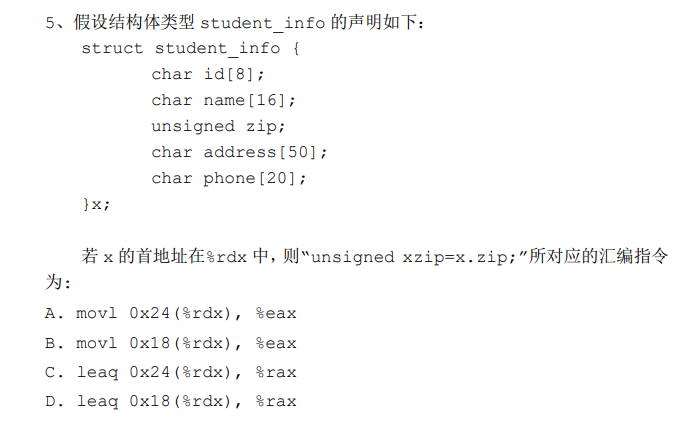 5、假设结构体类型 student_info 的声明如下:
struct student_info {
char id[8];
char name[16];
unsigned zip;
char address[50];
char phone[20];
}x;
若 x 的首地址在%rdx 中,则“unsigned xzip=x.zip;”所对应的汇编指令
为:
A. movl 0x24(%rdx), %eax
B. movl 0x18(%rdx), %eax
C. leaq 0x24(%rdx), %rax
D. leaq 0x18(%rdx), %rax